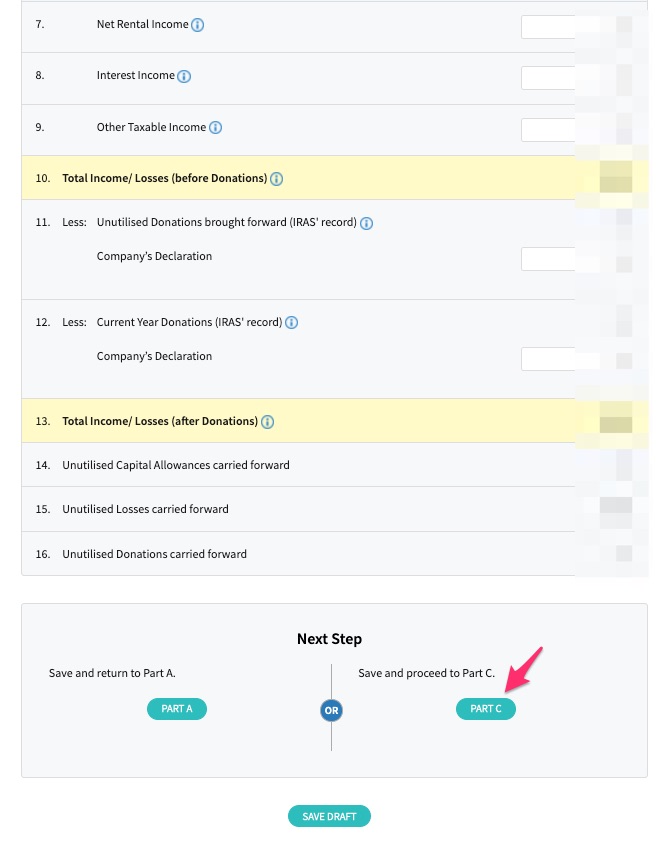 7. Net Rental Income
8. Interest Income
9. Other Taxable Income
10. Total Income/ Losses (before Donations)
11. Less: Unutilised Donations brought forward (IRAS' record)
Company's Declaration
12. Less: Current Year Donations (IRAS' record)
Company's Declaration
13. Total Income/ Losses (after Donations)
14. Unutilised Capital Allowances carried forward
15. Unutilised Losses carried forward
16. Unutilised Donations carried forward
Next Step
Save and return to Part A.
Save and proceed to Part C.
PART A
OR
PART C
SAVE DRAFT